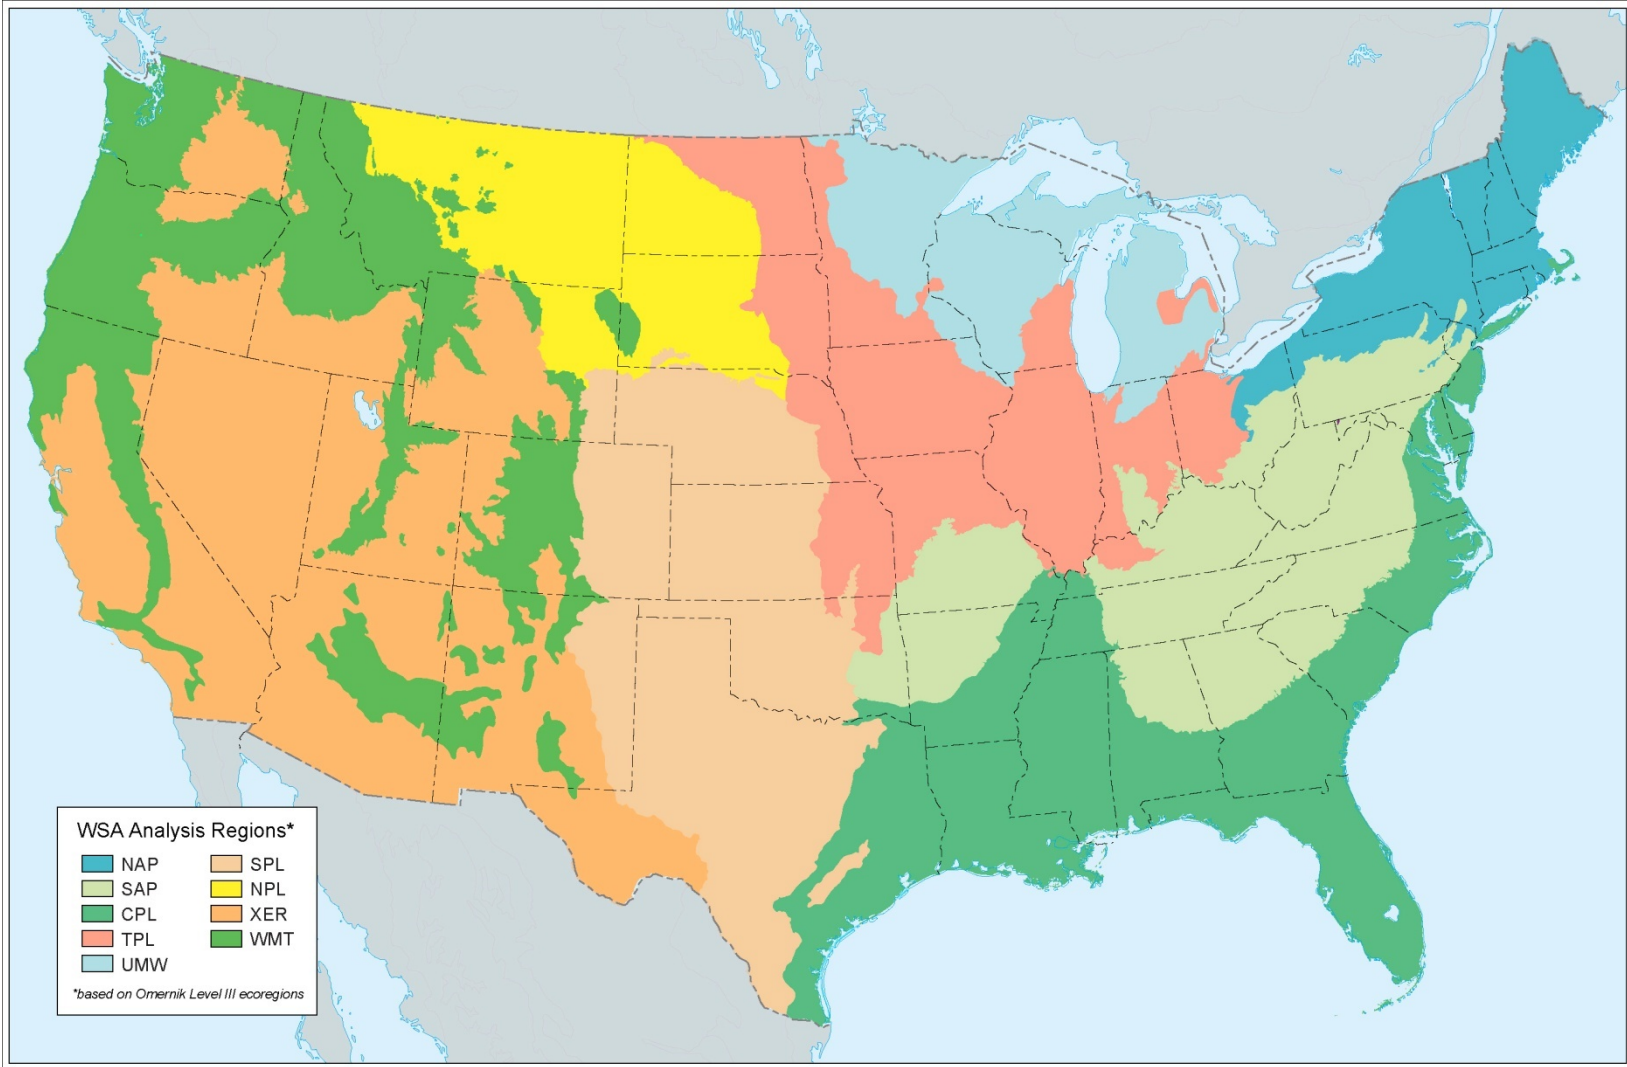 WSA Analysis Regions*
NAP
SAP
CPL
TPL
UMW
SPL
NPL
XER
WMT
*based on Omernik Level III ecoregions